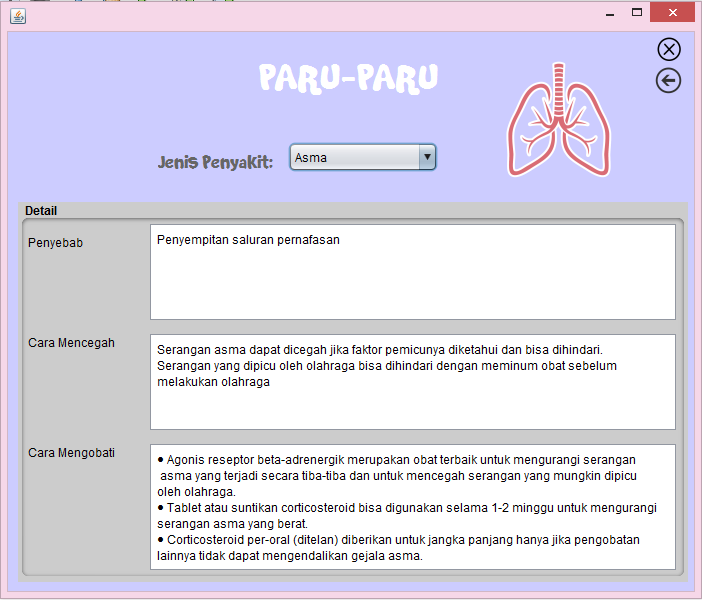 PARU-PARU
Jenis Penyakit:
Asma
Detail
Penyebab
Penyempitan saluran pernafasan
Cara Mencegah
Serangan asma dapat dicegah jika faktor pemicunya diketahui dan bisa dihindari.
Serangan yang dipicu oleh olahraga bisa dihindari dengan meminum obat sebelum
melakukan olahraga
Cara Mengobati
● Agonis reseptor beta-adrenergik merupakan obat terbaik untuk mengurangi serangan
asma yang terjadi secara tiba-tiba dan untuk mencegah serangan yang mungkin dipicu
oleh olahraga.
● Tablet atau suntikan corticosteroid bisa digunakan selama 1-2 minggu untuk mengurangi
serangan asma yang berat.
● Corticosteroid per-oral (ditelan) diberikan untuk jangka panjang hanya jika pengobatan
lainnya tidak dapat mengendalikan gejala asma.